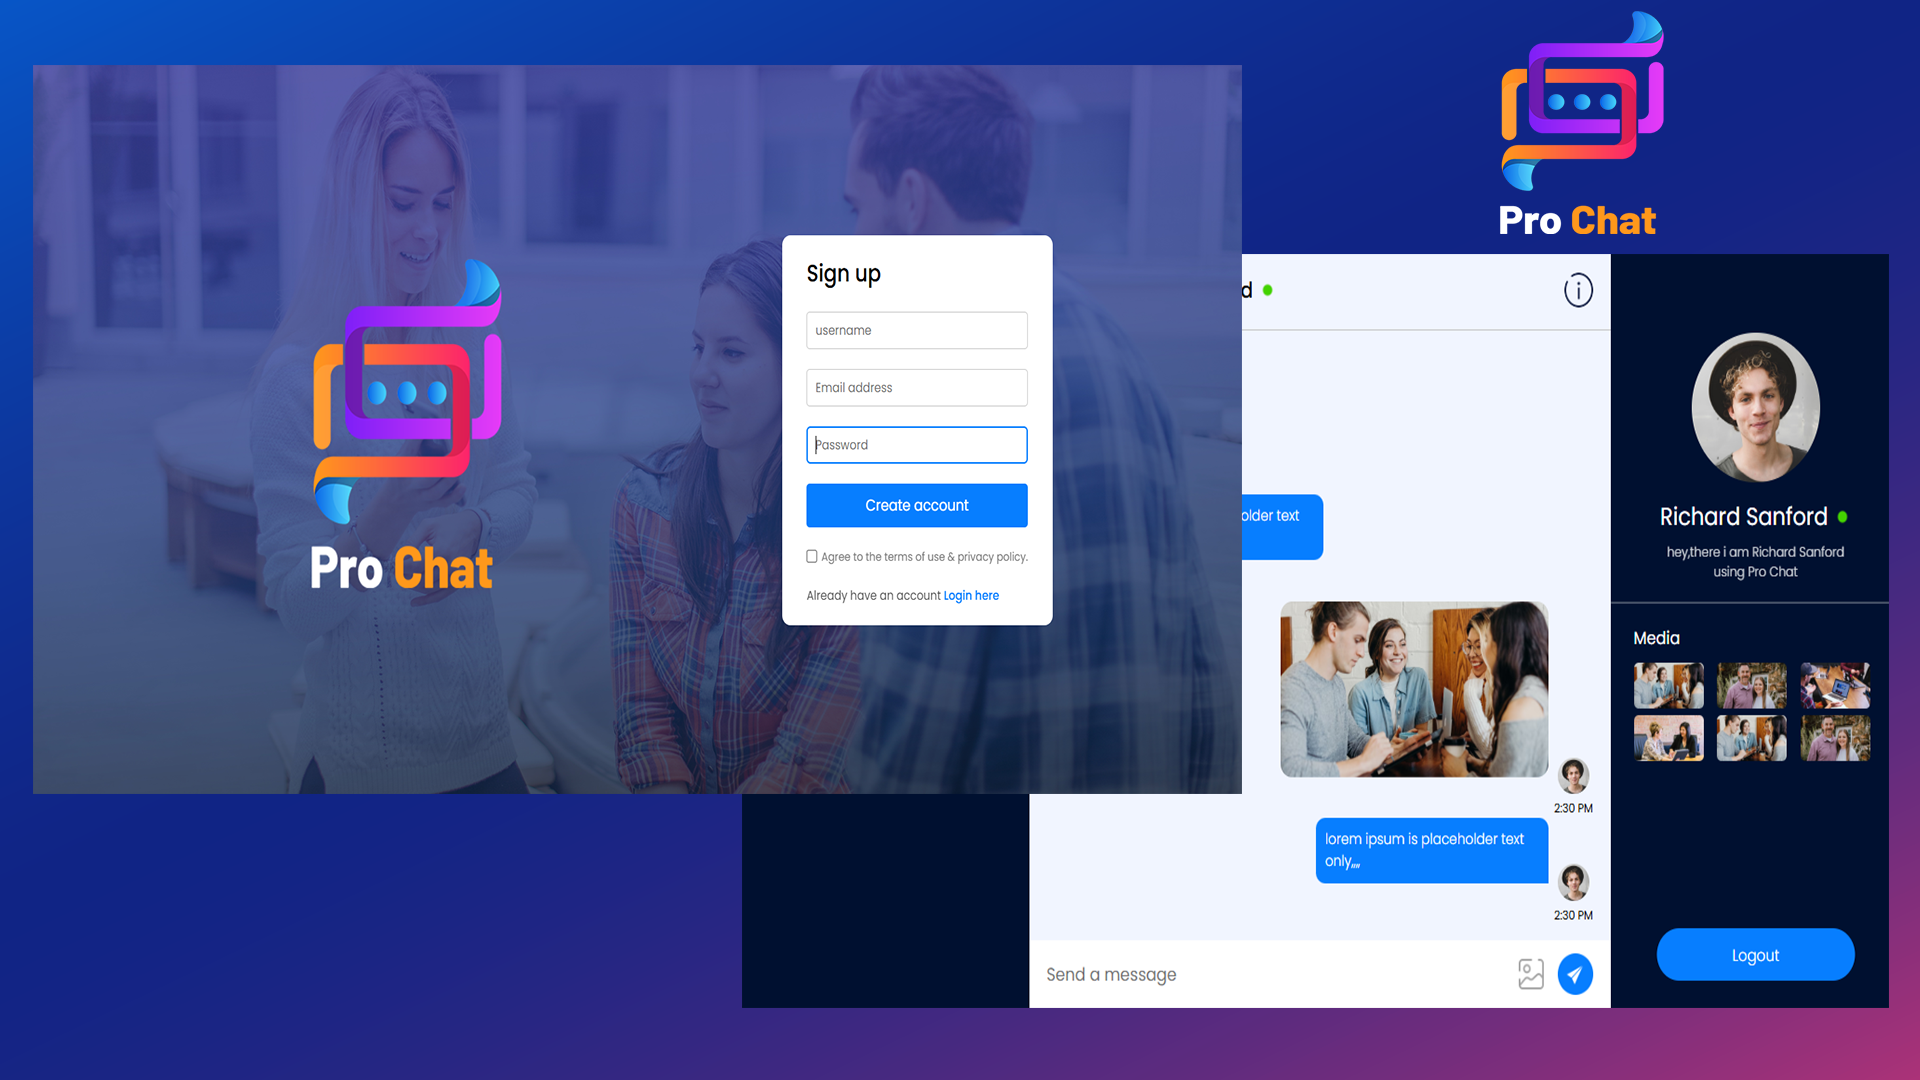 Pro Chat
Pro Chat
Sign up
username
Email address
Password
Create account
Agree to the terms of use & privacy policy.
Already have an account Login here
d
older text
lorem ipsum is placeholder text
only,,,,
2:30 PM
2:30 PM
Send a message
Richard Sanford
hey,there i am Richard Sanford
using Pro Chat
Media
Logout